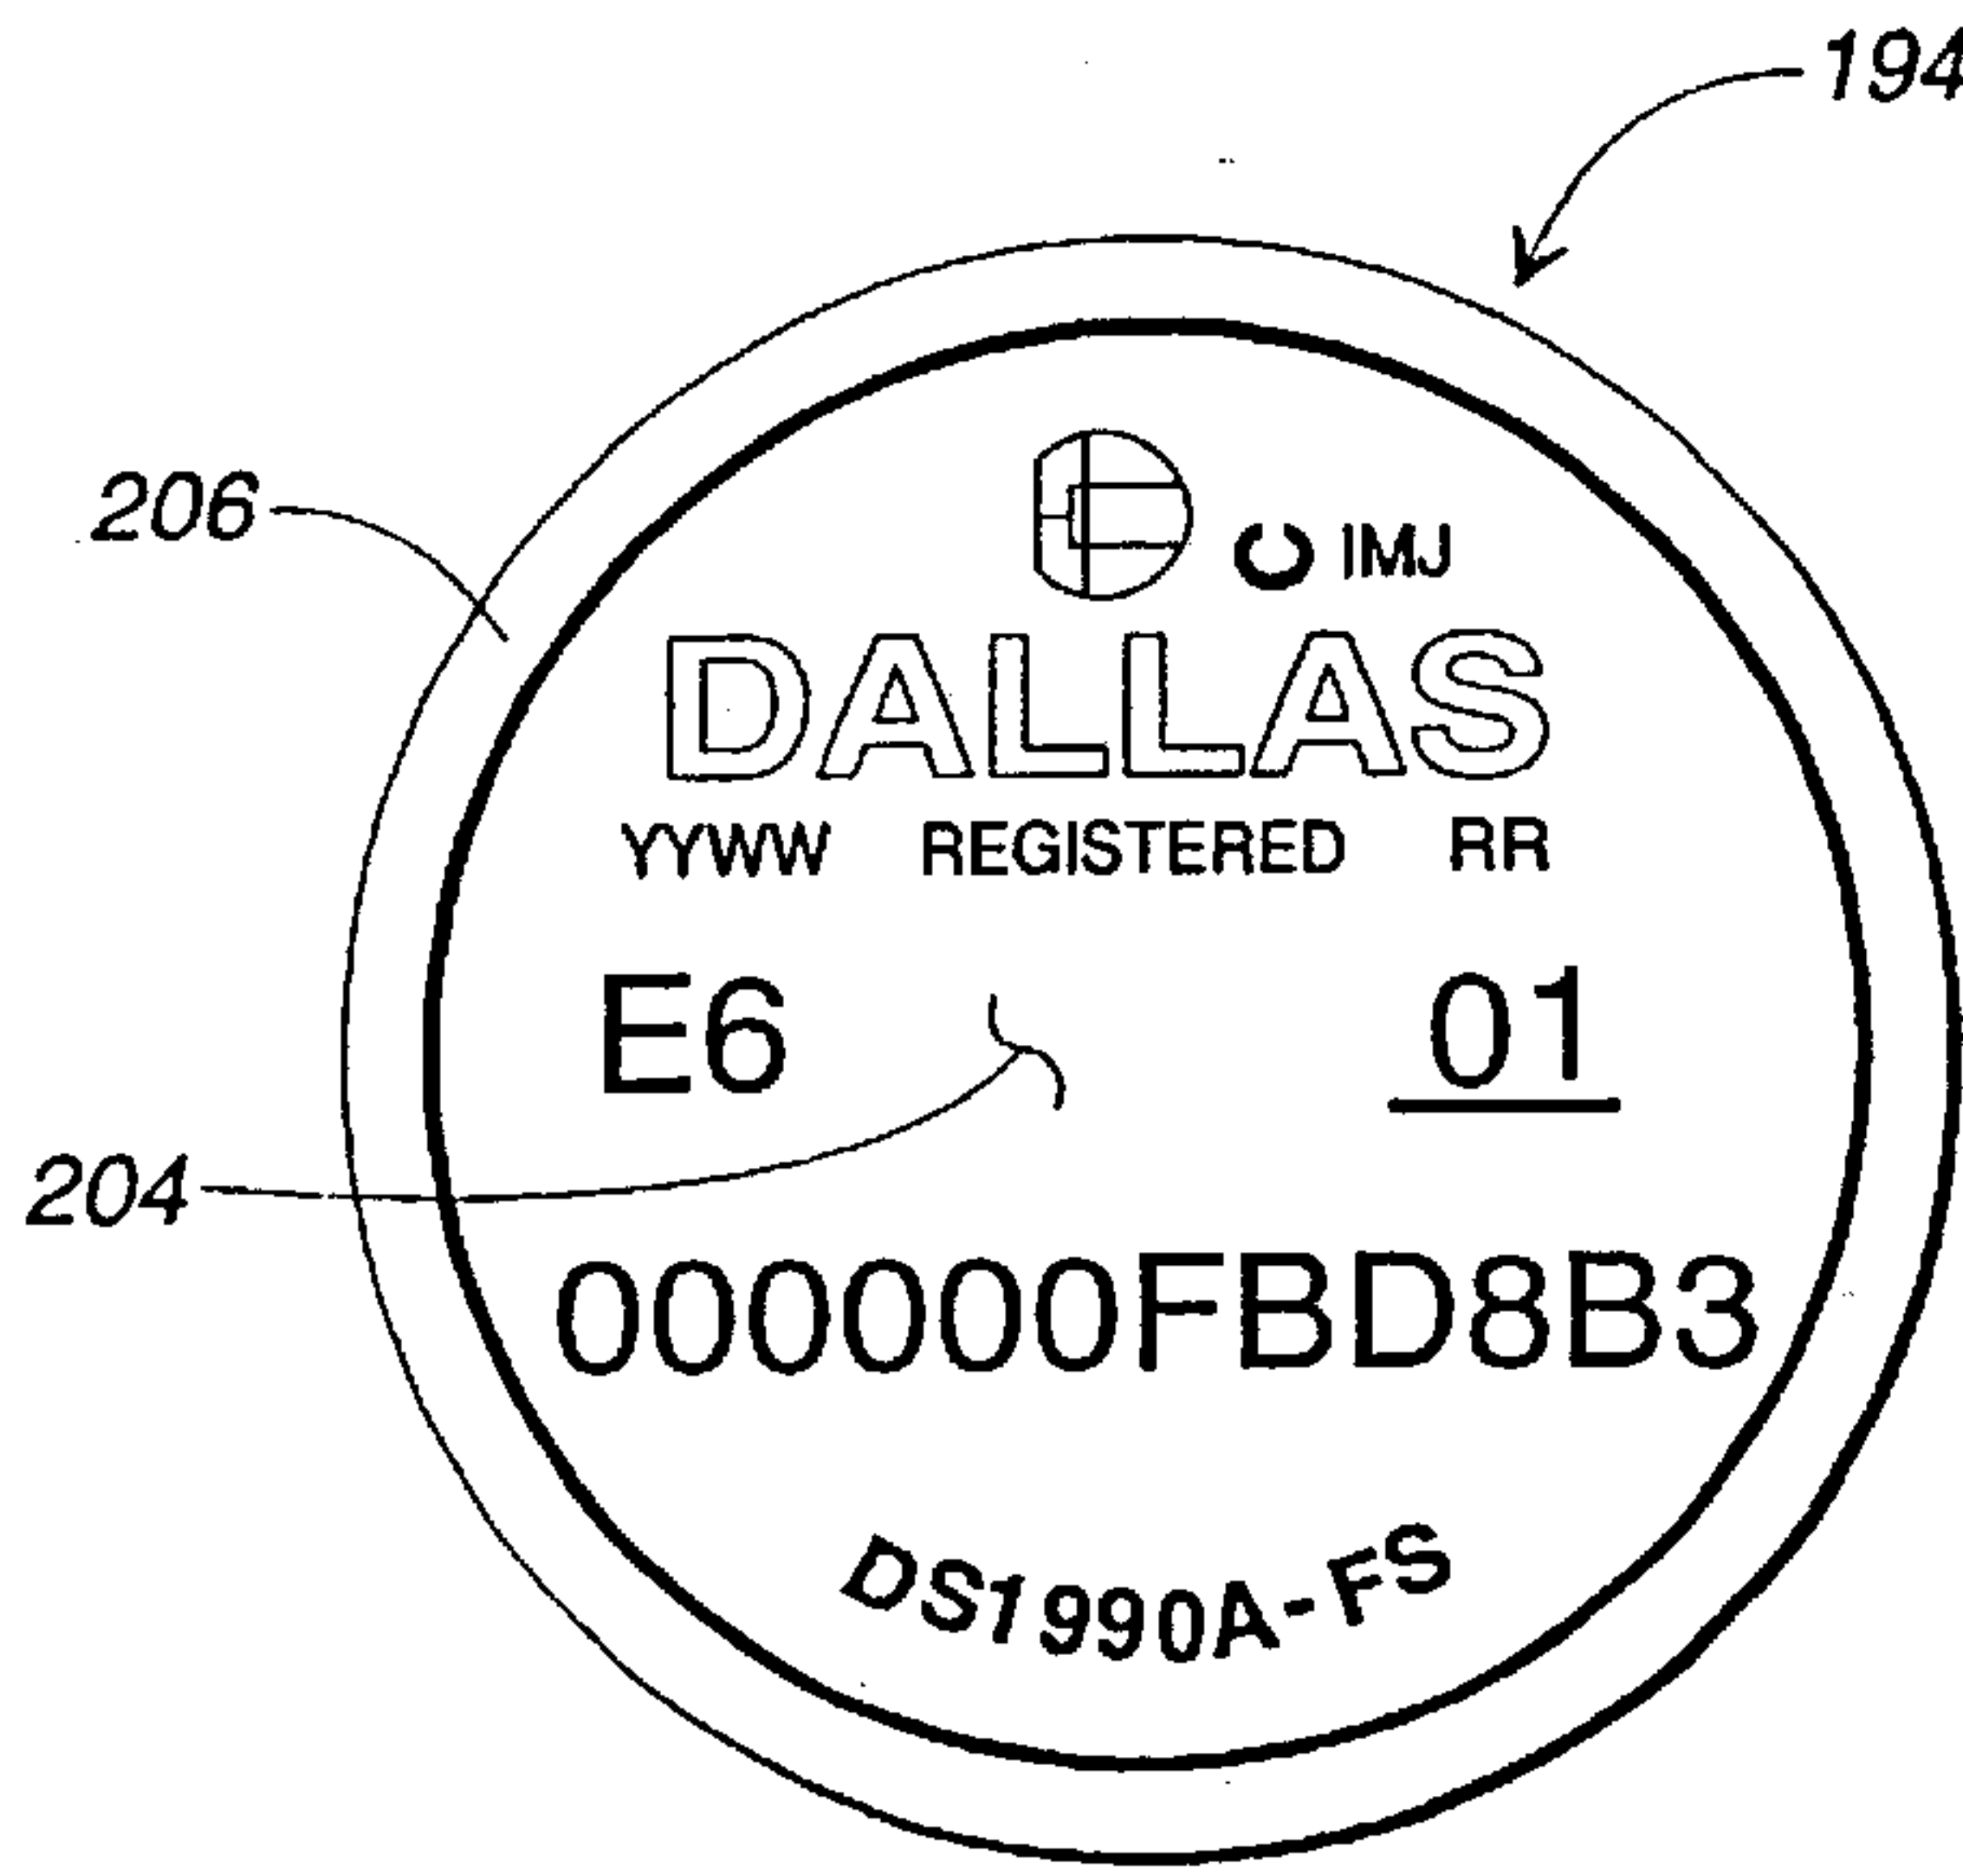 194
206
IMJ
DALLAS
YYWW REGISTERED RR
E6 01
204
000000FBD8B3
DS1990A-FS